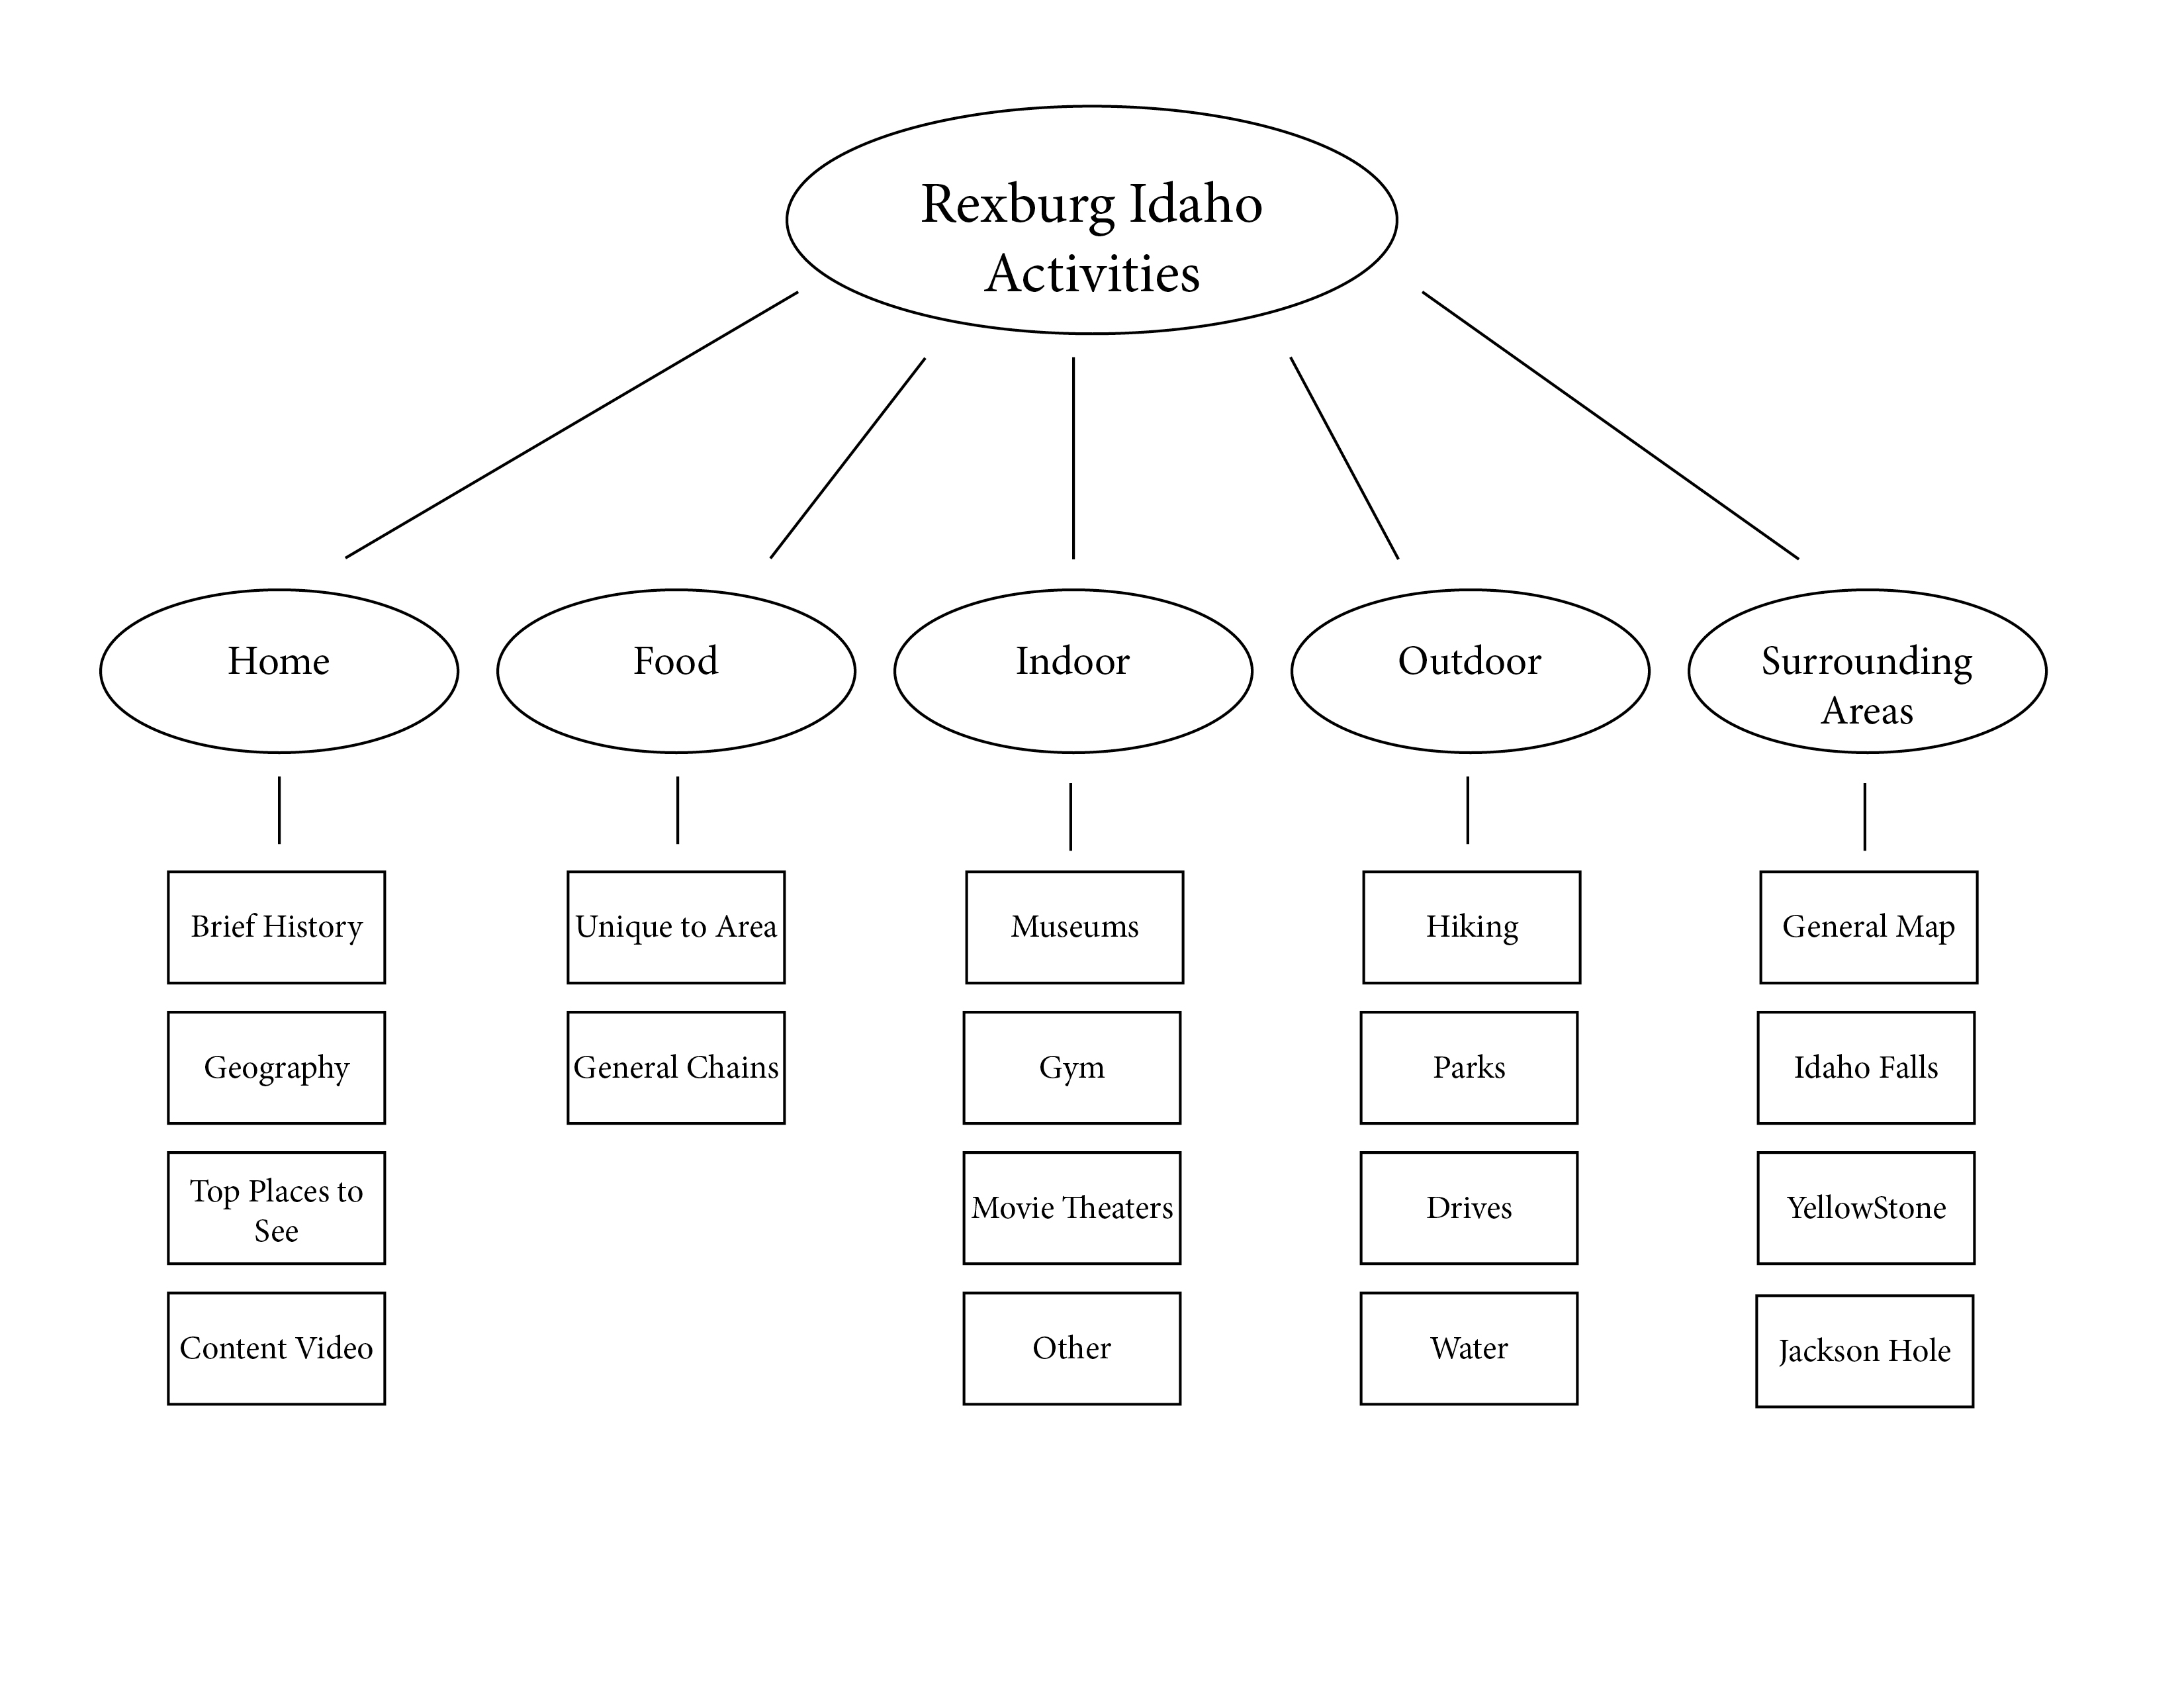 Rexburg Idaho
Activities
Home
Food
Indoor
Outdoor
Surrounding
Areas
Brief History
Geography
Top Places to
See
Content Video
Unique to Area
General Chains
Museums
Gym
Movie Theaters
Other
Hiking
Parks
Drives
Water
General Map
Idaho Falls
YellowStone
Jackson Hole